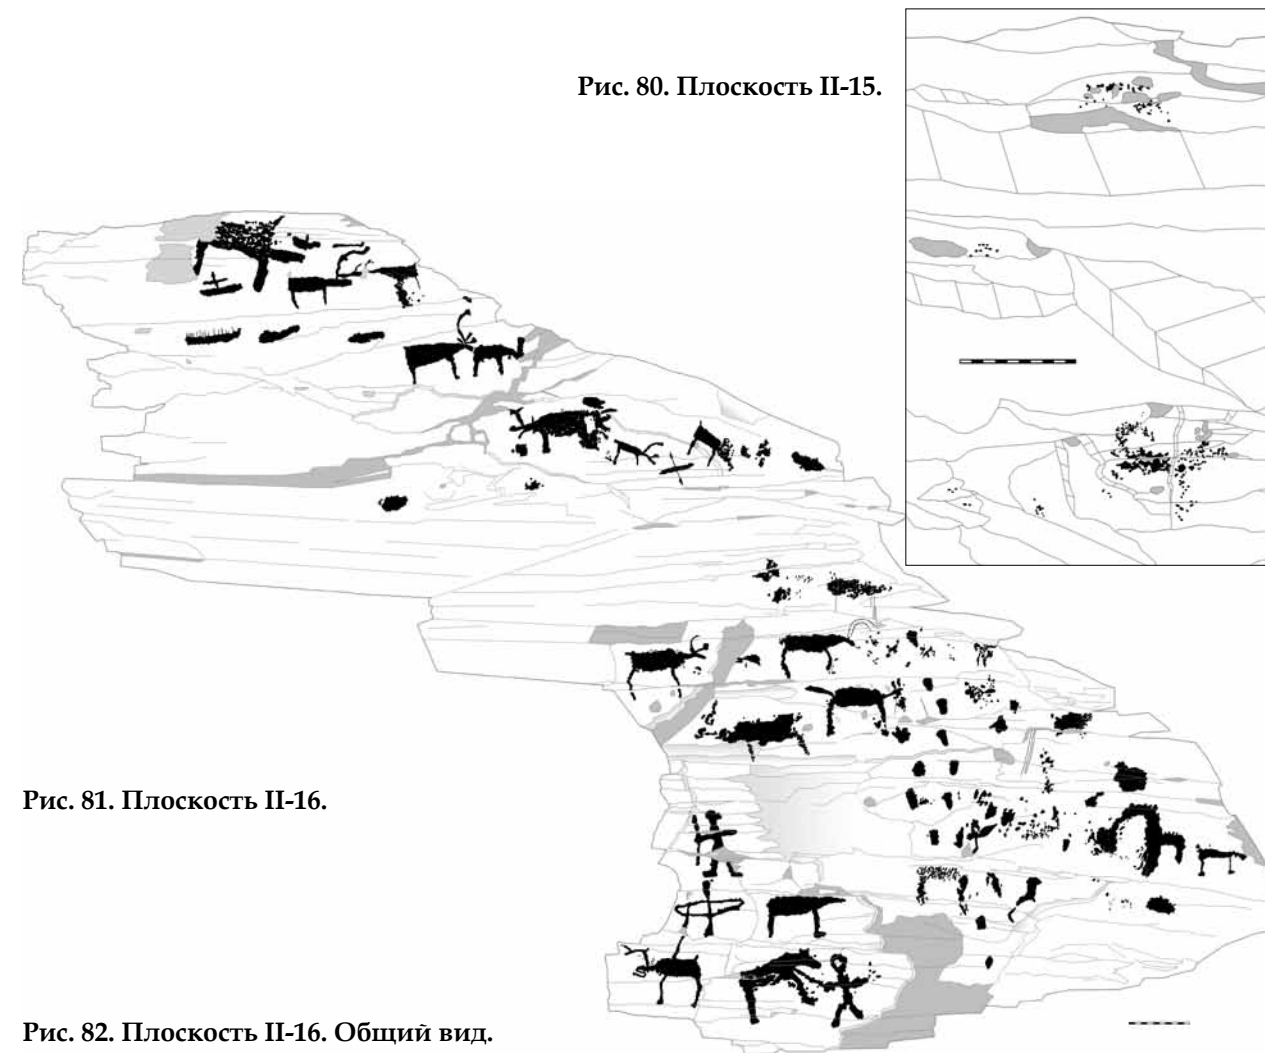 Рис. 80. Плоскость II-15.
Рис. 81. Плоскость II-16.
Рис. 82. Плоскость II-16. Общий вид.